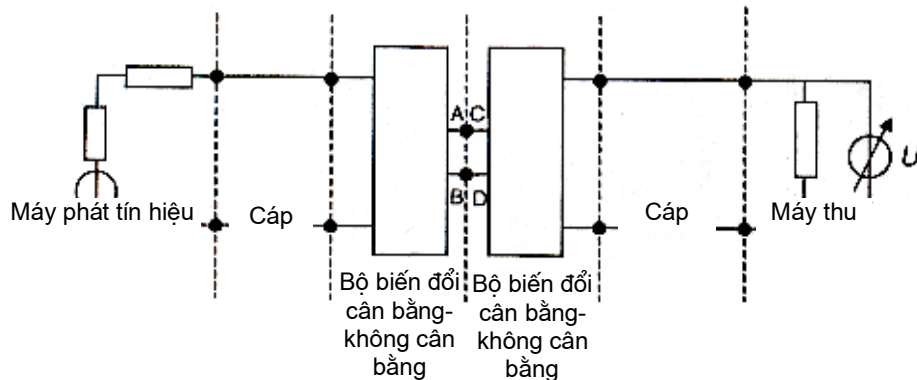 A C
B D
U
Máy phát tín hiệu
Cáp
Cáp
Máy thu
Bộ biến đổi
cân bằng-
không cân
bằng
Bộ biến đổi
cân bằng-
không cân
bằng